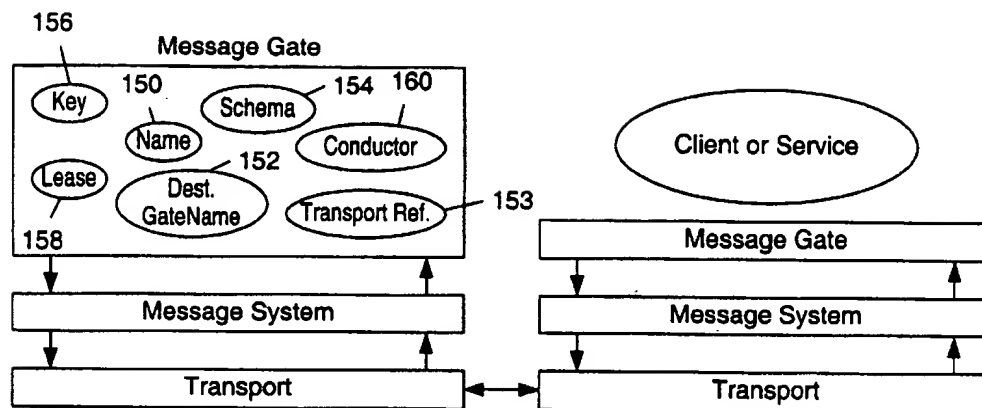 156
Message Gate
150
154
160
Key
Schema
Name
Conductor
Client or Service
152
Lease
Dest.
GateName
Transport Ref.
153
158
Message Gate
Message System
Message System
Transport
Transport